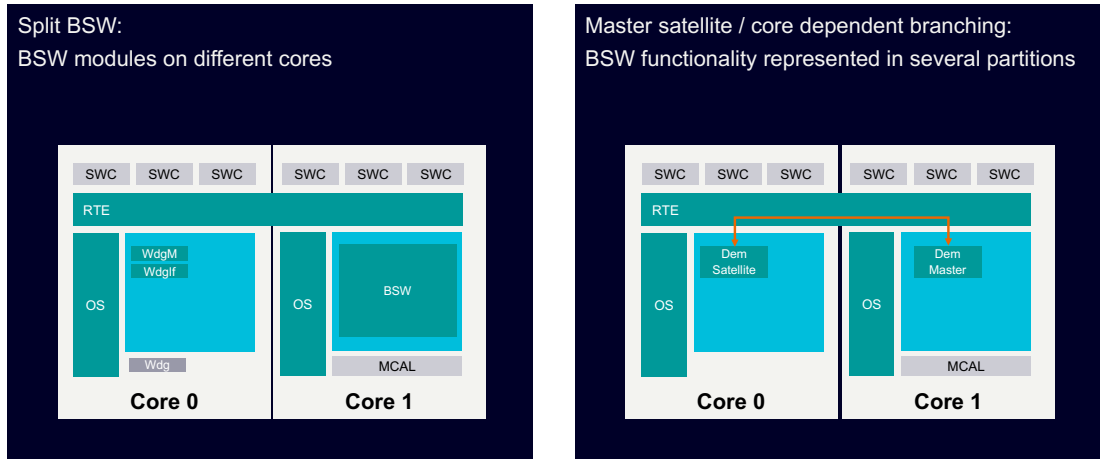 Split BSW:
BSW modules on different cores
SWC SWC SWC SWC SWC SWC
RTE
OS
WdgM
WdgIf
Wdg
OS
BSW
MCAL
Core 0 Core 1
Master satellite / core dependent branching:
BSW functionality represented in several partitions
SWC SWC SWC SWC SWC SWC
RTE
OS
Dem
Satellite
OS
Dem
Master
MCAL
Core 0 Core 1